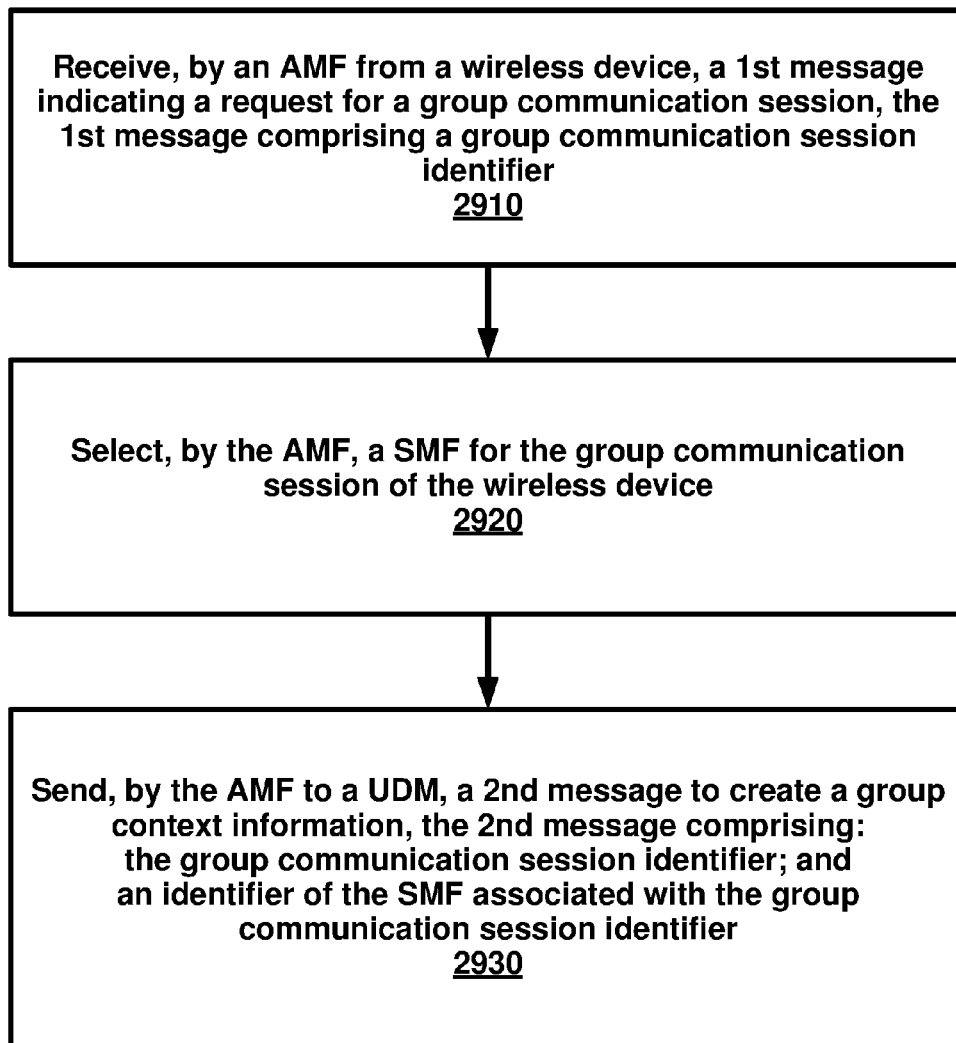 Receive, by an AMF from a wireless device, a 1st message
indicating a request for a group communication session, the
1st message comprising a group communication session
identifier
2910
Select, by the AMF, a SMF for the group communication
session of the wireless device
2920
Send, by the AMF to a UDM, a 2nd message to create a group
context information, the 2nd message comprising:
the group communication session identifier; and
an identifier of the SMF associated with the group
communication session identifier
2930